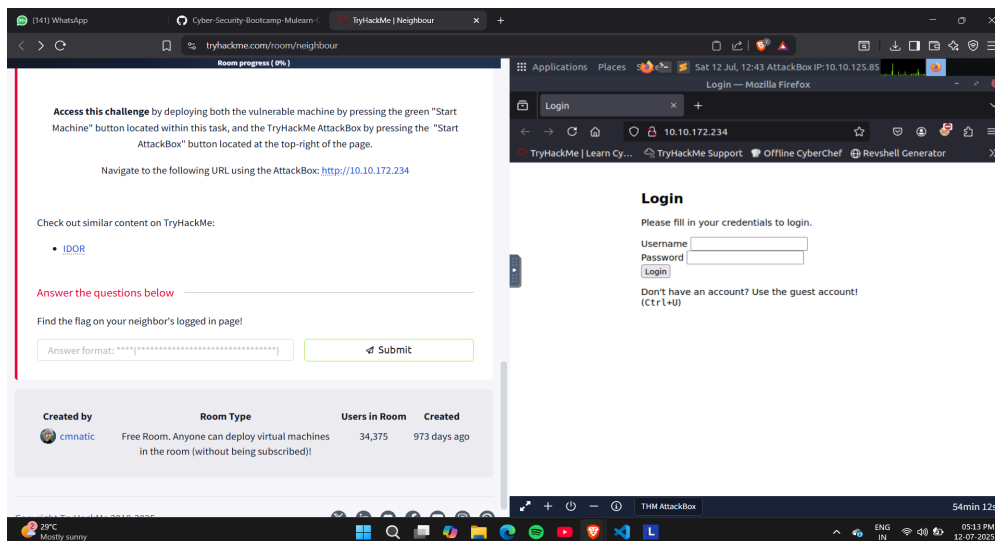 (141) WhatsApp
Cyber-Security-Bootcamp-Mulearn-C
TryHackMe | Neighbour
tryhackme.com/room/neighbour
Room progress ( 0% )
Access this challenge by deploying both the vulnerable machine by pressing the green "Start
Machine" button located within this task, and the TryHackMe AttackBox by pressing the "Start
AttackBox" button located at the top-right of the page.
Navigate to the following URL using the AttackBox: http://10.10.172.234
Check out similar content on TryHackMe:
IDOR
Answer the questions below
Find the flag on your neighbor's logged in page!
Answer format: ****{********************************}
Submit
Created by
Room Type
Users in Room
Created
cmnatic
Free Room. Anyone can deploy virtual machines
in the room (without being subscribed)!
34,375
973 days ago
Applications Places
Sat 12 Jul, 12:43 AttackBox IP:10.10.125.85
Login — Mozilla Firefox
Login
10.10.172.234
TryHackMe | Learn Cy...
TryHackMe Support
Offline CyberChef
Revshell Generator
Login
Please fill in your credentials to login.
Username
Password
Login
Don't have an account? Use the guest account!
(Ctrl+U)
THM AttackBox
54min 12s
2
29°C
Mostly sunny
ENG
IN
05:13 PM
12-07-2025